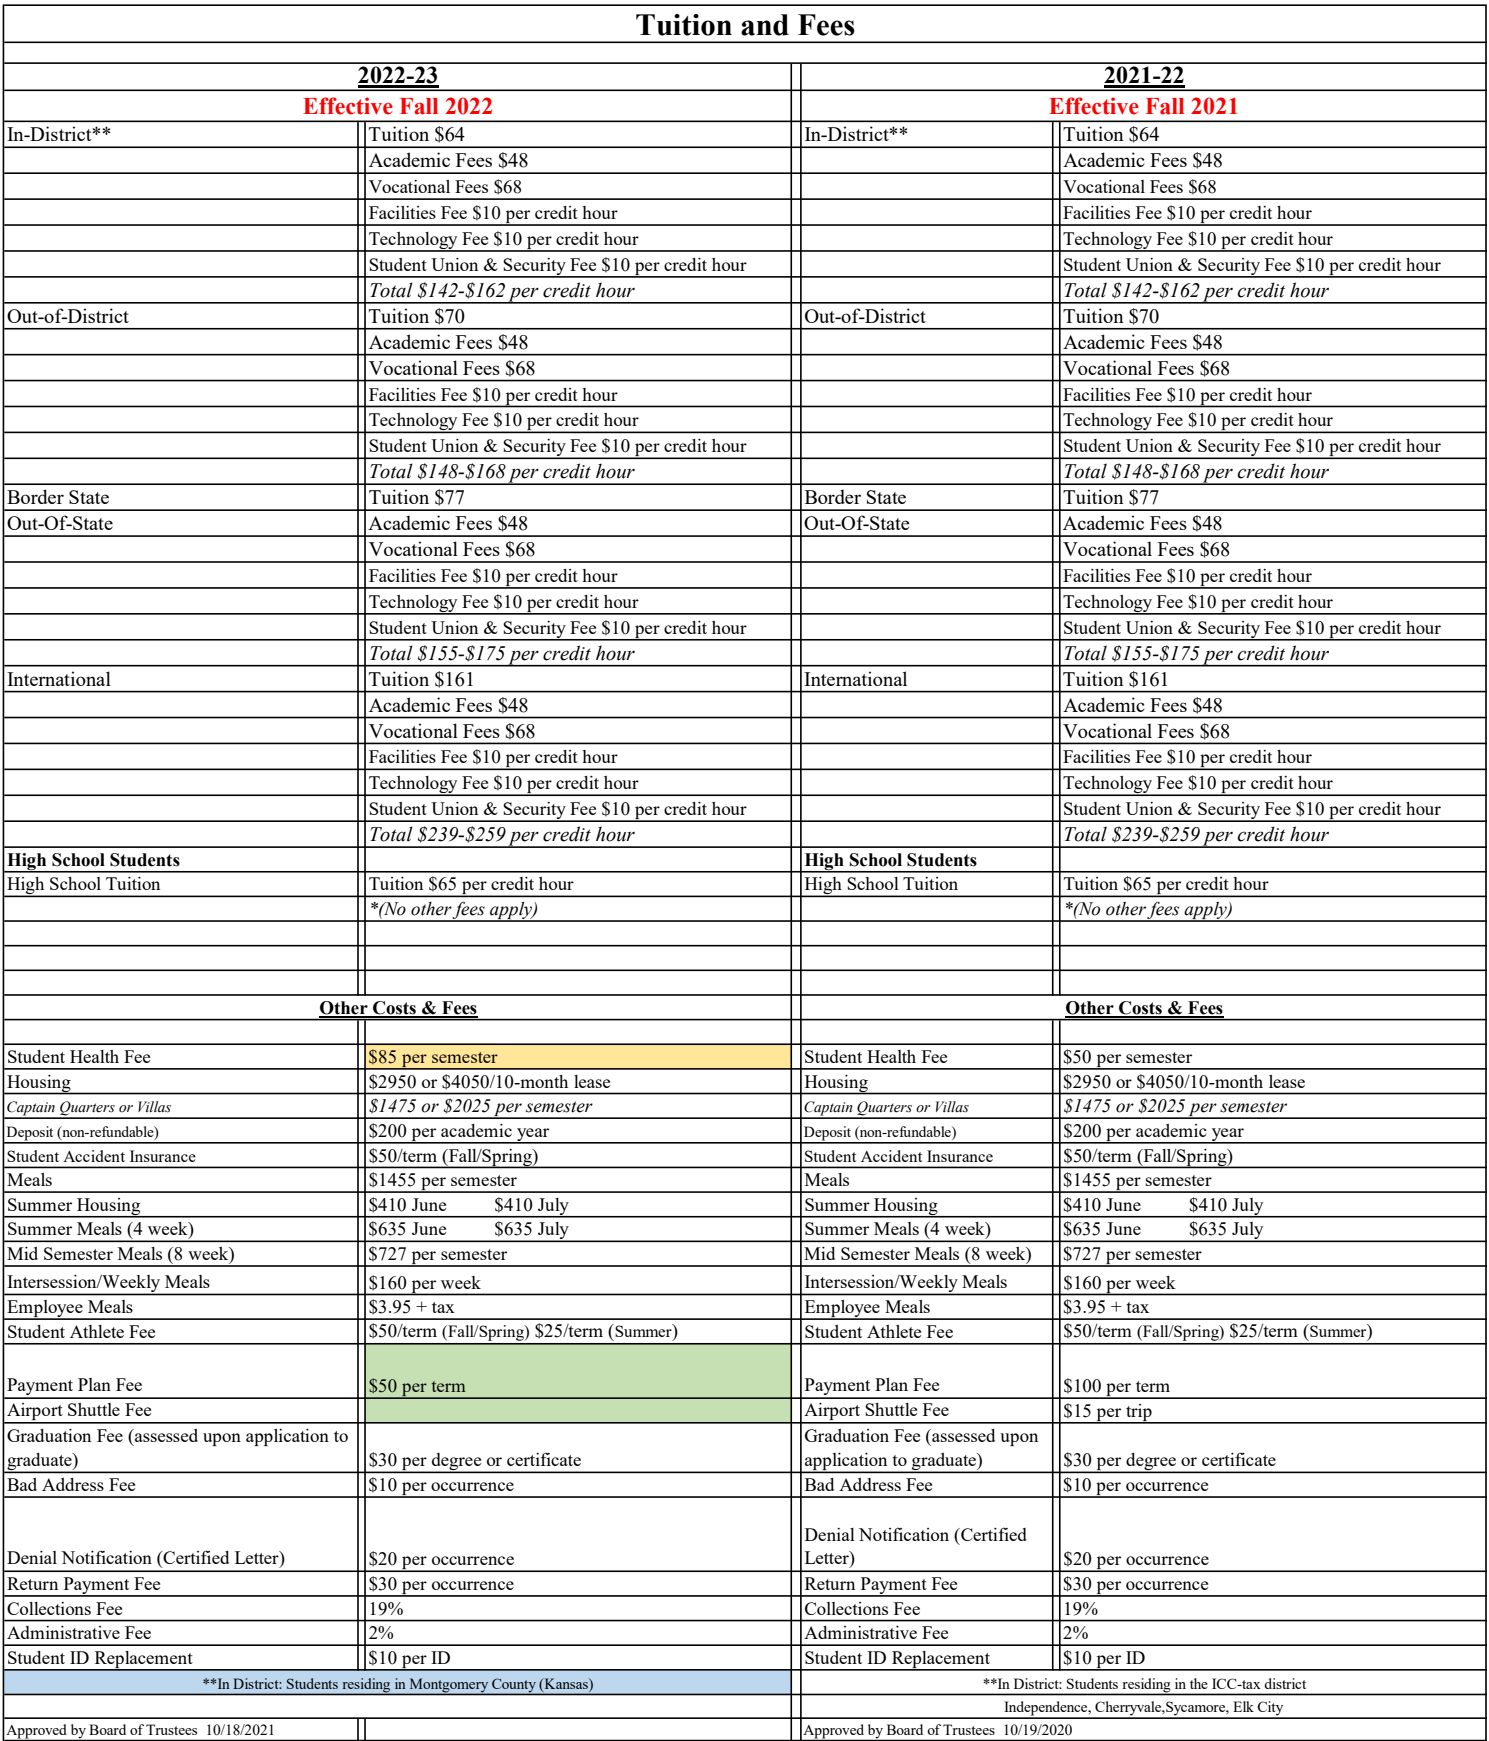 Tuition and Fees
2022-23 2021-22
Effective Fall 2022 Effective Fall 2021
In-District** Tuition $64 In-District** Tuition $64
Academic Fees $48 Academic Fees $48
Vocational Fees $68 Vocational Fees $68
Facilities Fee $10 per credit hour Facilities Fee $10 per credit hour
Technology Fee $10 per credit hour Technology Fee $10 per credit hour
Student Union & Security Fee $10 per credit hour Student Union & Security Fee $10 per credit hour
Total $142-$162 per credit hour Total $142-$162 per credit hour
Out-of-District Tuition $70 Out-of-District Tuition $70
Academic Fees $48 Academic Fees $48
Vocational Fees $68 Vocational Fees $68
Facilities Fee $10 per credit hour Facilities Fee $10 per credit hour
Technology Fee $10 per credit hour Technology Fee $10 per credit hour
Student Union & Security Fee $10 per credit hour Student Union & Security Fee $10 per credit hour
Total $148-$168 per credit hour Total $148-$168 per credit hour
Border State Tuition $77 Border State Tuition $77
Out-Of-State Academic Fees $48 Out-Of-State Academic Fees $48
Vocational Fees $68 Vocational Fees $68
Facilities Fee $10 per credit hour Facilities Fee $10 per credit hour
Technology Fee $10 per credit hour Technology Fee $10 per credit hour
Student Union & Security Fee $10 per credit hour Student Union & Security Fee $10 per credit hour
Total $155-$175 per credit hour Total $155-$175 per credit hour
International Tuition $161 International Tuition $161
Academic Fees $48 Academic Fees $48
Vocational Fees $68 Vocational Fees $68
Facilities Fee $10 per credit hour Facilities Fee $10 per credit hour
Technology Fee $10 per credit hour Technology Fee $10 per credit hour
Student Union & Security Fee $10 per credit hour Student Union & Security Fee $10 per credit hour
Total $239-$259 per credit hour Total $239-$259 per credit hour
High School Students High School Students
High School Tuition Tuition $65 per credit hour High School Tuition Tuition $65 per credit hour
*(No other fees apply) *(No other fees apply)
Other Costs & Fees Other Costs & Fees
Student Health Fee $85 per semester Student Health Fee $50 per semester
Housing $2950 or $4050/10-month lease Housing $2950 or $4050/10-month lease
Captain Quarters or Villas $1475 or $2025 per semester Captain Quarters or Villas $1475 or $2025 per semester
Deposit (non-refundable) $200 per academic year Deposit (non-refundable) $200 per academic year
Student Accident Insurance $50/term (Fall/Spring) Student Accident Insurance $50/term (Fall/Spring)
Meals $1455 per semester Meals $1455 per semester
Summer Housing $410 June $410 July Summer Housing $410 June $410 July
Summer Meals (4 week) $635 June $635 July Summer Meals (4 week) $635 June $635 July
Mid Semester Meals (8 week) $727 per semester Mid Semester Meals (8 week) $727 per semester
Intersession/Weekly Meals $160 per week Intersession/Weekly Meals $160 per week
Employee Meals $3.95 + tax Employee Meals $3.95 + tax
Student Athlete Fee $50/term (Fall/Spring) $25/term (Summer) Student Athlete Fee $50/term (Fall/Spring) $25/term (Summer)
Payment Plan Fee $50 per term Payment Plan Fee $100 per term
Airport Shuttle Fee Airport Shuttle Fee $15 per trip
Graduation Fee (assessed upon application to Graduation Fee (assessed upon
graduate) $30 per degree or certificate application to graduate) $30 per degree or certificate
Bad Address Fee $10 per occurrence Bad Address Fee $10 per occurrence
Denial Notification (Certified
Denial Notification (Certified Letter) $20 per occurrence Letter) $20 per occurrence
Return Payment Fee $30 per occurrence Return Payment Fee $30 per occurrence
Collections Fee 19% Collections Fee 19%
Administrative Fee 2% Administrative Fee 2%
Student ID Replacement $10 per ID Student ID Replacement $10 per ID
**In District: Students residing in Montgomery County (Kansas) **In District: Students residing in the ICC-tax district
Independence, Cherryvale,Sycamore, Elk City
Approved by Board of Trustees 10/18/2021 Approved by Board of Trustees 10/19/2020